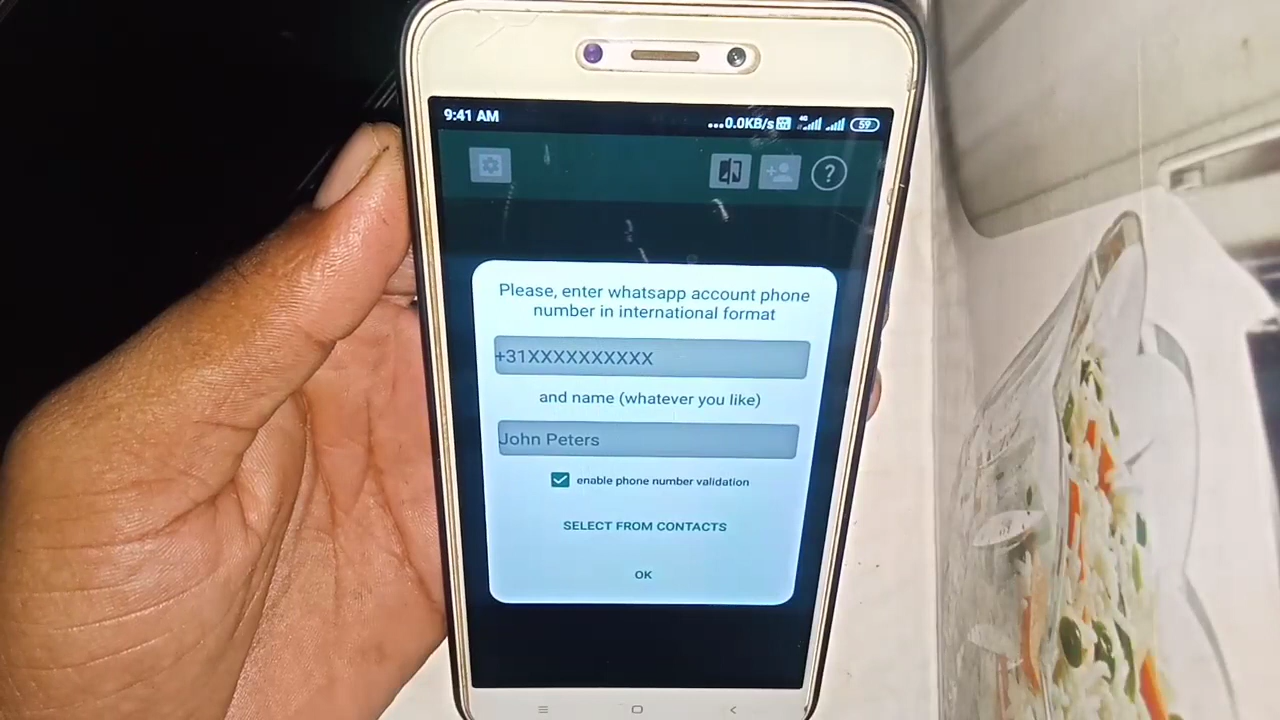 9:41 AM
...0.0KB/s 4G 59
?
Please, enter whatsapp account phone
number in international format
+31XXXXXXXXXX
and name (whatever you like)
John Peters
enable phone number validation
SELECT FROM CONTACTS
OK